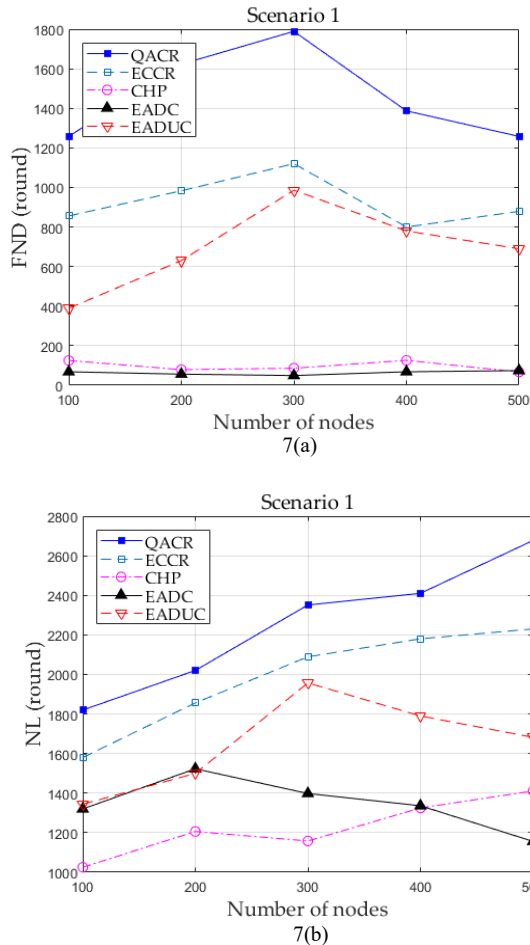 Scenario 1
1800
1600
1400
1200
1000
800
600
400
200
0
FND (round)
QACR
ECCR
CHP
EADC
EADUC
100
200
300
400
500
Number of nodes
7(a)
Scenario 1
2800
2600
2400
2200
2000
1800
1600
1400
1200
1000
NL (round)
QACR
ECCR
CHP
EADC
EADUC
100
200
300
400
Number of nodes
7(b)